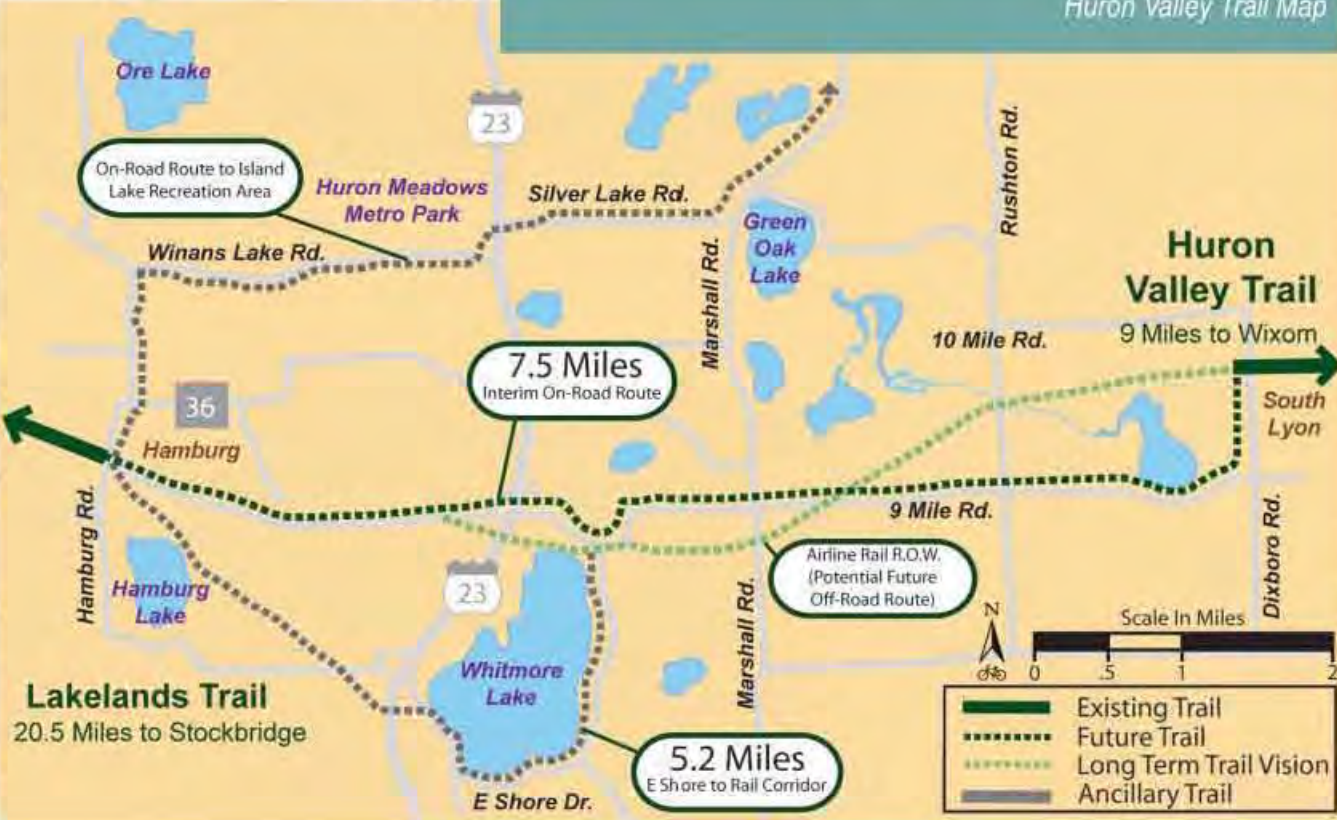 Huron Valley Trail Map
Ore Lake
23
On-Road Route to Island
Lake Recreation Area
Huron Meadows
Metro Park
Silver Lake Rd.
Winans Lake Rd.
Green
Oak
Lake
Rushton Rd.
Marshall Rd.
Huron
Valley Trail
9 Miles to Wixom
10 Mile Rd.
7.5 Miles
Interim On-Road Route
36
Hamburg
South
Lyon
Hamburg Rd.
9 Mile Rd.
Airline Rail R.O.W.
(Potential Future
Off-Road Route)
23
Hamburg
Lake
Marshall Rd.
Dixboro Rd.
N
Scale In Miles
0 .5 1 2
Whitmore
Lake
Lakelands Trail
20.5 Miles to Stockbridge
5.2 Miles
E Shore to Rail Corridor
E Shore Dr.
Existing Trail
Future Trail
Long Term Trail Vision
Ancillary Trail